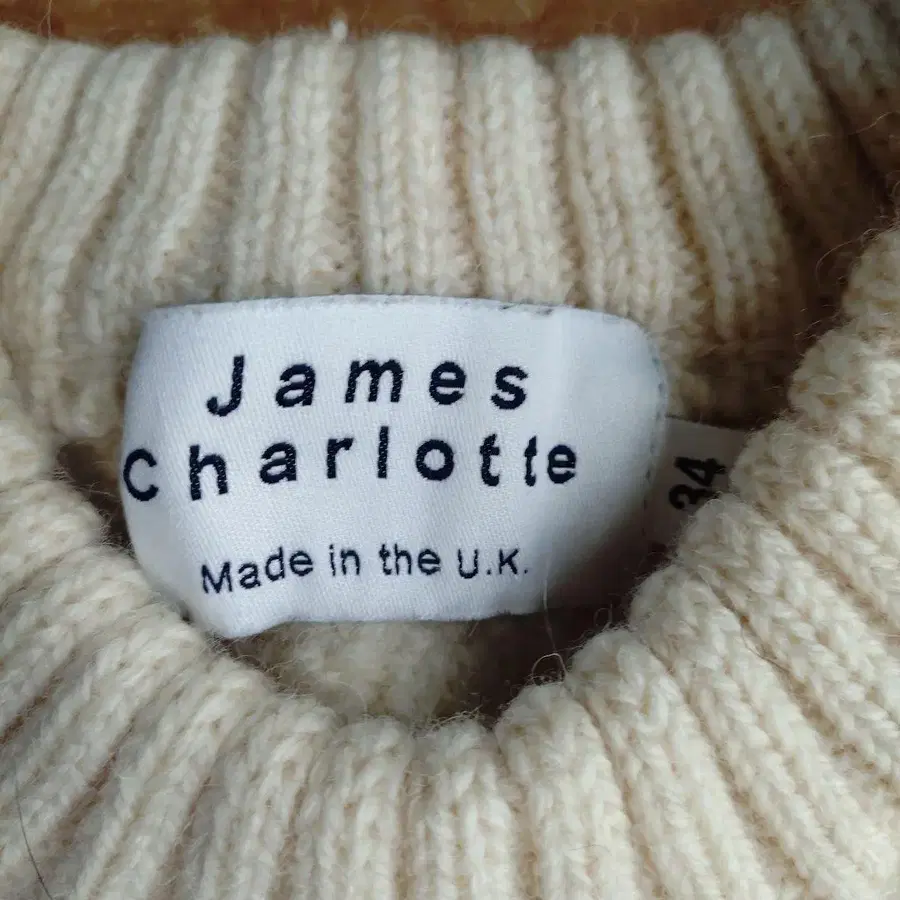 James
Charlotte
Made in the U.K.
34